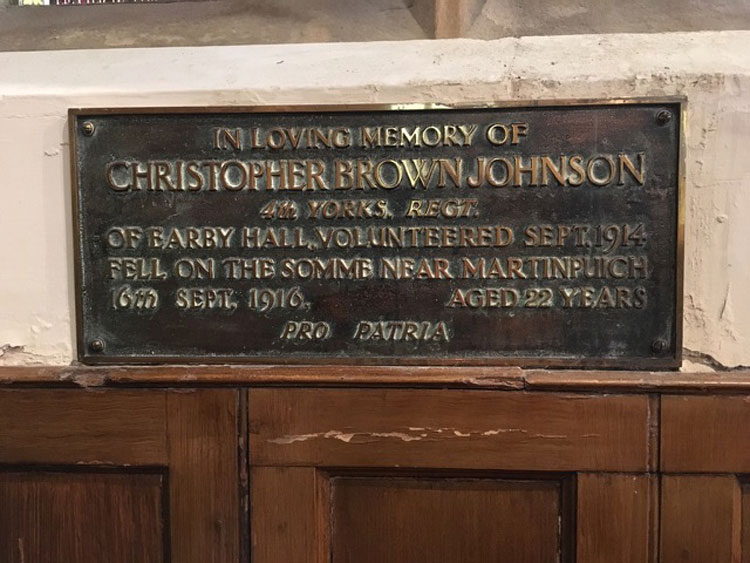 IN LOVING MEMORY OF
CHRISTOPHER BROWN JOHNSON
4th YORKS. REGT.
OF EARBY HALL, VOLUNTEERED SEPT. 1914
FELL ON THE SOMME NEAR MARTINPUICH
16TH SEPT. 1916. AGED 22 YEARS
PRO PATRIA